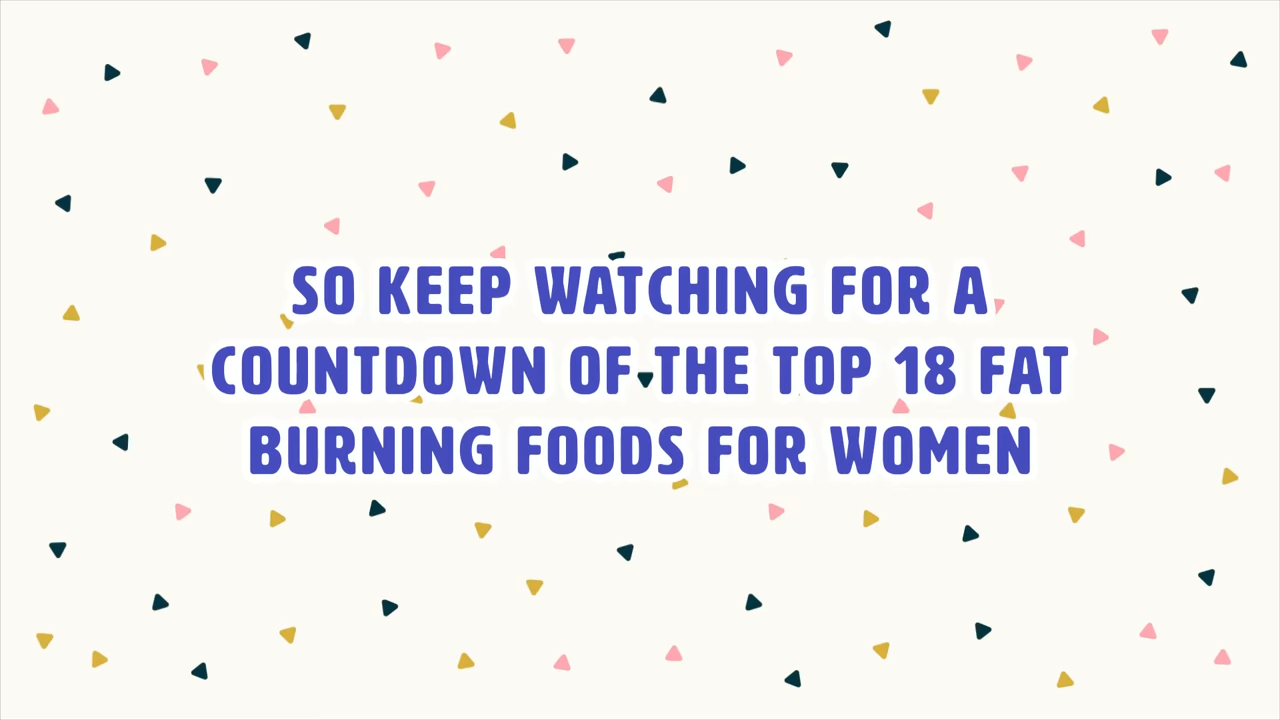 SO KEEP WATCHING FOR A
COUNTDOWN OF THE TOP 18 FAT
BURNING FOODS FOR WOMEN